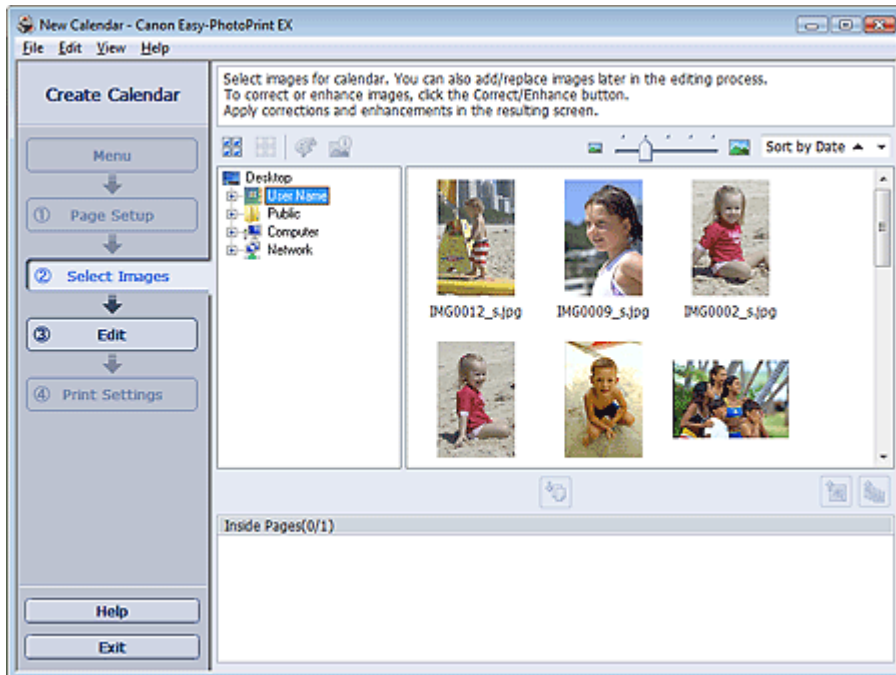 New Calendar - Canon Easy-PhotoPrint EX
File Edit View Help
Create Calendar
Menu
① Page Setup
② Select Images
③ Edit
④ Print Settings
Help
Exit
Select images for calendar. You can also add/replace images later in the editing process.
To correct or enhance images, click the Correct/Enhance button.
Apply corrections and enhancements in the resulting screen.
Sort by Date
Desktop
User Name
Public
Computer
Network
IMG0012_s.jpg IMG0009_s.jpg IMG0002_s.jpg
Inside Pages(0/1)